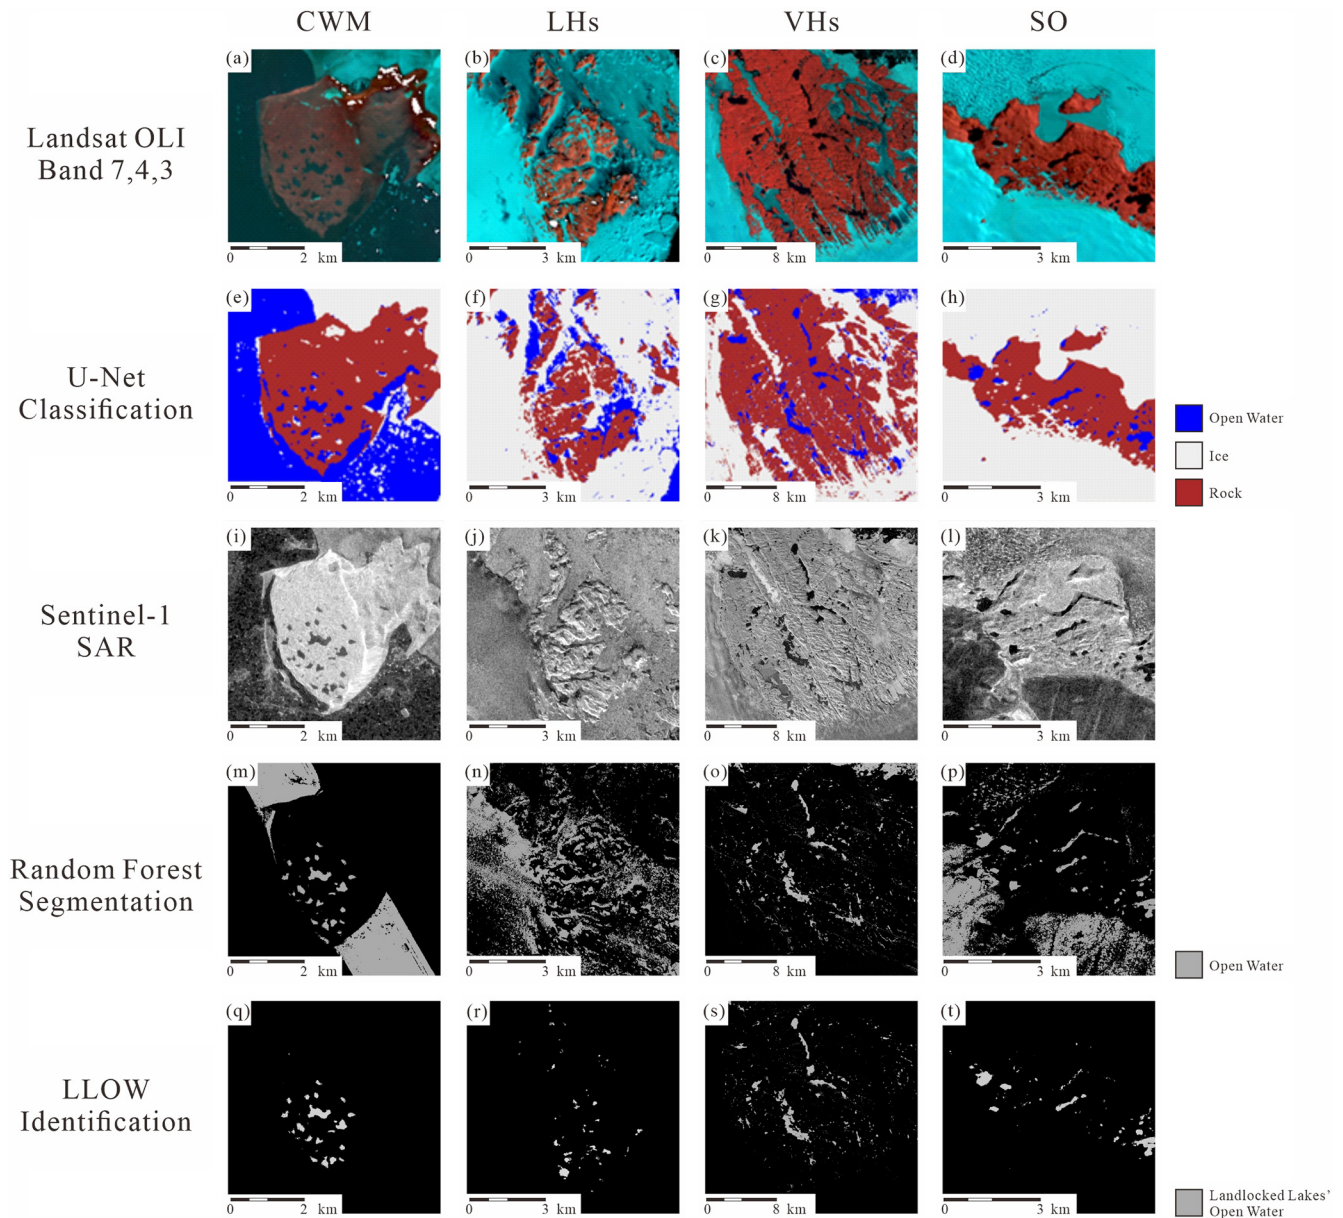 CWM LHs VHs SO
Landsat OLI
Band 7,4,3
(a) (b) (c) (d)
0 2 km 0 3 km 0 8 km 0 3 km
U-Net
Classification
(e) (f) (g) (h)
0 2 km 0 3 km 0 8 km 0 3 km
Open Water
Ice
Rock
Sentinel-1
SAR
(i) (j) (k) (l)
0 2 km 0 3 km 0 8 km 0 3 km
Random Forest
Segmentation
(m) (n) (o) (p)
0 2 km 0 3 km 0 8 km 0 3 km
Open Water
LLOW
Identification
(q) (r) (s) (t)
0 2 km 0 3 km 0 8 km 0 3 km
Landlocked Lakes'
Open Water